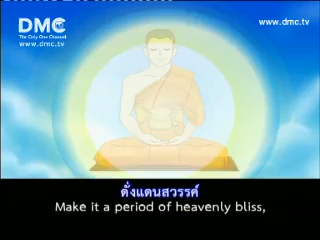 DMC
The Only One Channel
www.dmc.tv
www.dmc.tv
ดั่งแดนสวรรค์
Make it a period of heavenly bliss,